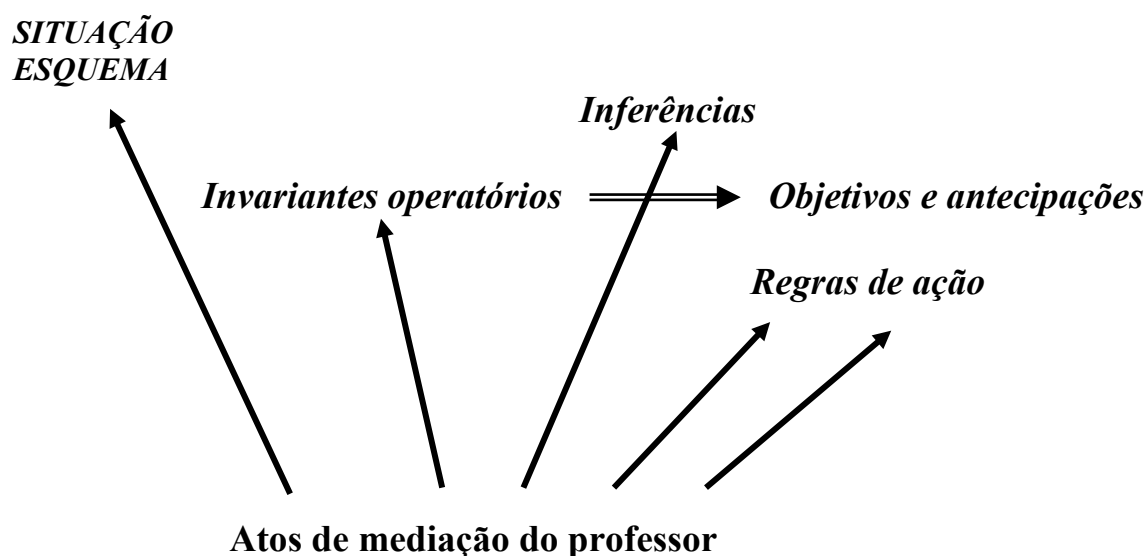 SITUAÇÃO
ESQUEMA
Inferências
Invariantes operatórios
Objetivos e antecipações
Regras de ação
Atos de mediação do professor